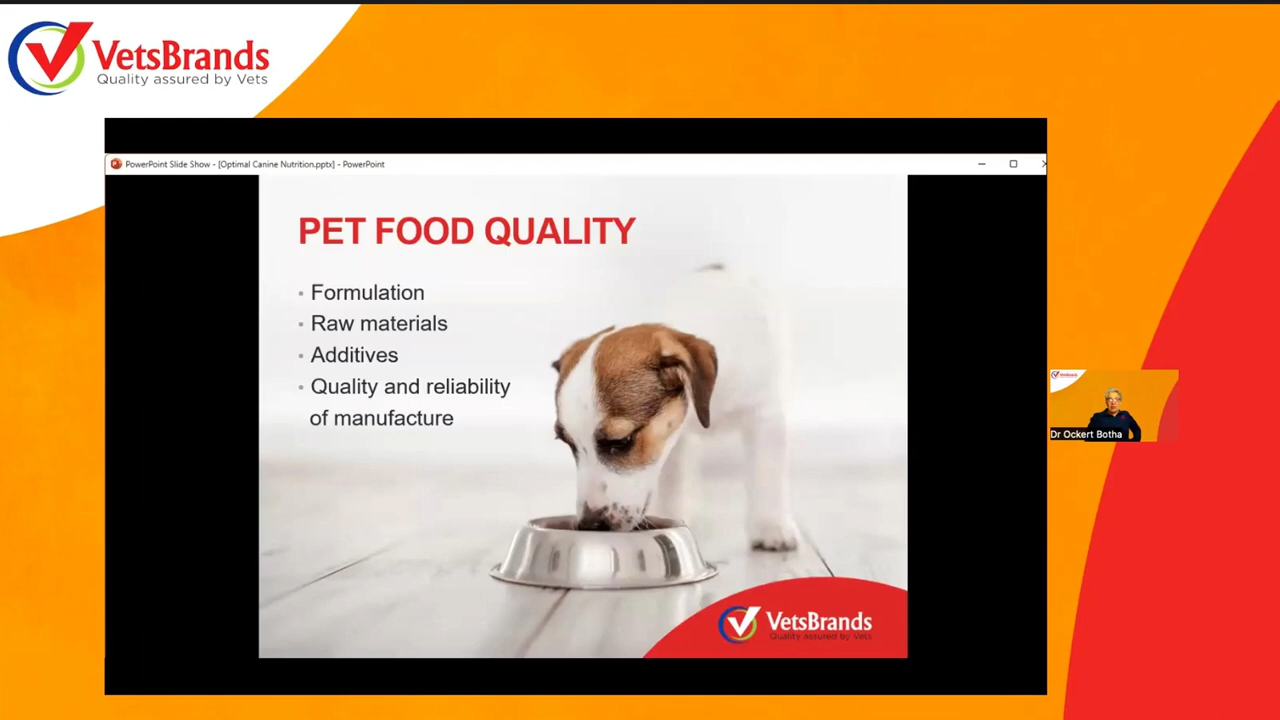 VetsBrands
Quality assured by Vets
PowerPoint Slide Show - [Optimal Canine Nutrition.pptx] - PowerPoint
PET FOOD QUALITY
• Formulation
• Raw materials
• Additives
• Quality and reliability
of manufacture
VetsBrands
Quality assured by Vets
Dr Ockert Botha